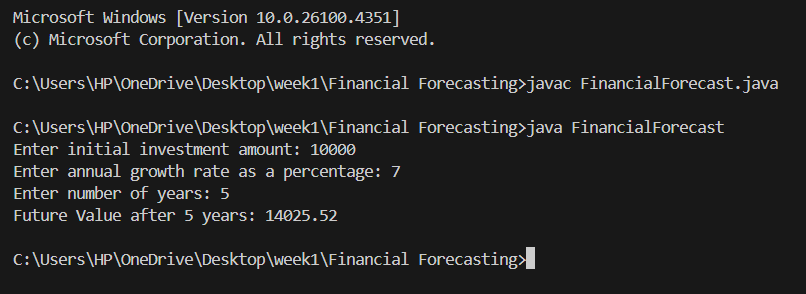 Microsoft Windows [Version 10.0.26100.4351]
(c) Microsoft Corporation. All rights reserved.
C:\Users\HP\OneDrive\Desktop\week1\Financial Forecasting>javac FinancialForecast.java
C:\Users\HP\OneDrive\Desktop\week1\Financial Forecasting>java FinancialForecast
Enter initial investment amount: 10000
Enter annual growth rate as a percentage: 7
Enter number of years: 5
Future Value after 5 years: 14025.52
C:\Users\HP\OneDrive\Desktop\week1\Financial Forecasting>